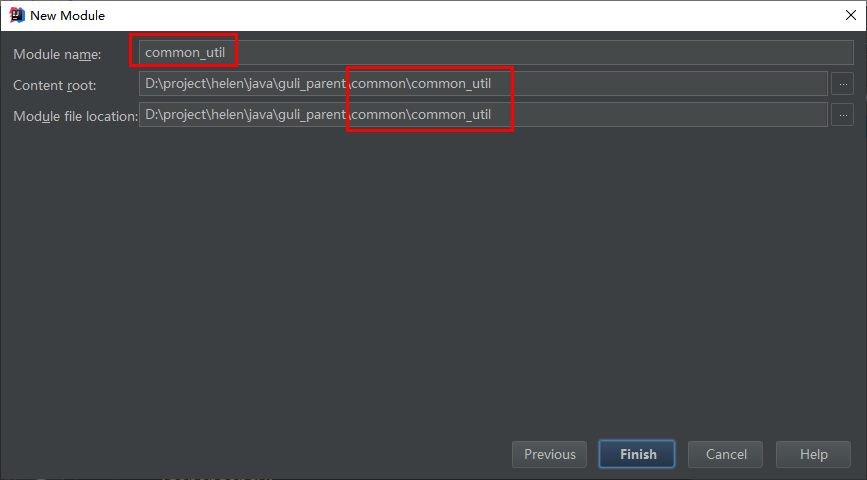 New Module
Module name: common_util
Content root: D:\project\helen\java\guli_parent\common\common_util ...
Module file location: D:\project\helen\java\guli_parent\common\common_util ...
Previous Finish Cancel Help